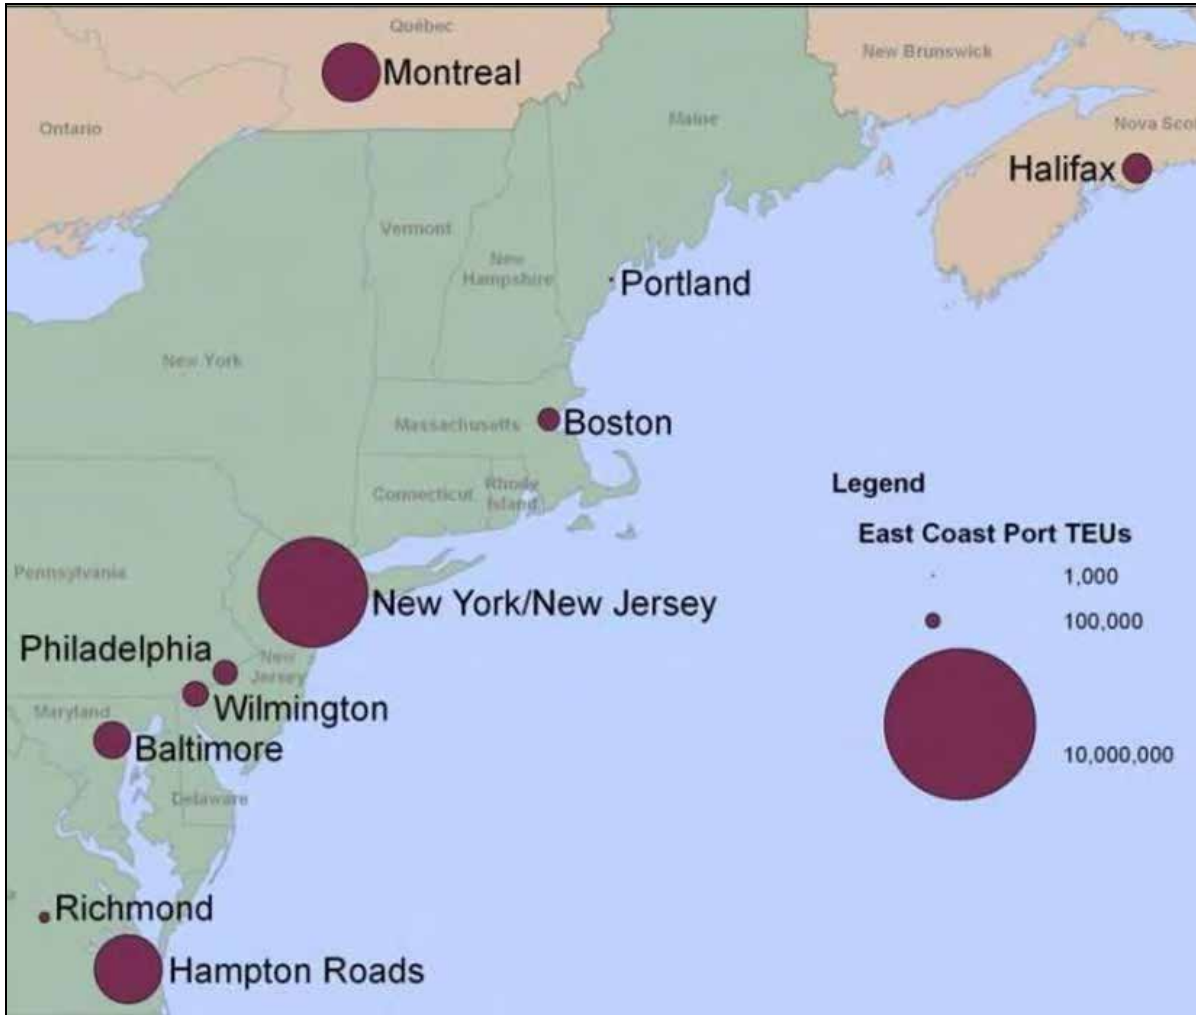 Québec
Montreal
New Brunswick
Ontario
Maine
Halifax
Vermont
New
Hampshire
Portland
New York
Massachusetts
Boston
Connecticut
Rhode
Island
Legend
East Coast Port TEUs
1,000
100,000
10,000,000
Pennsylvania
New York/New Jersey
Philadelphia
New
Jersey
Wilmington
Maryland
Baltimore
Delaware
Richmond
Hampton Roads